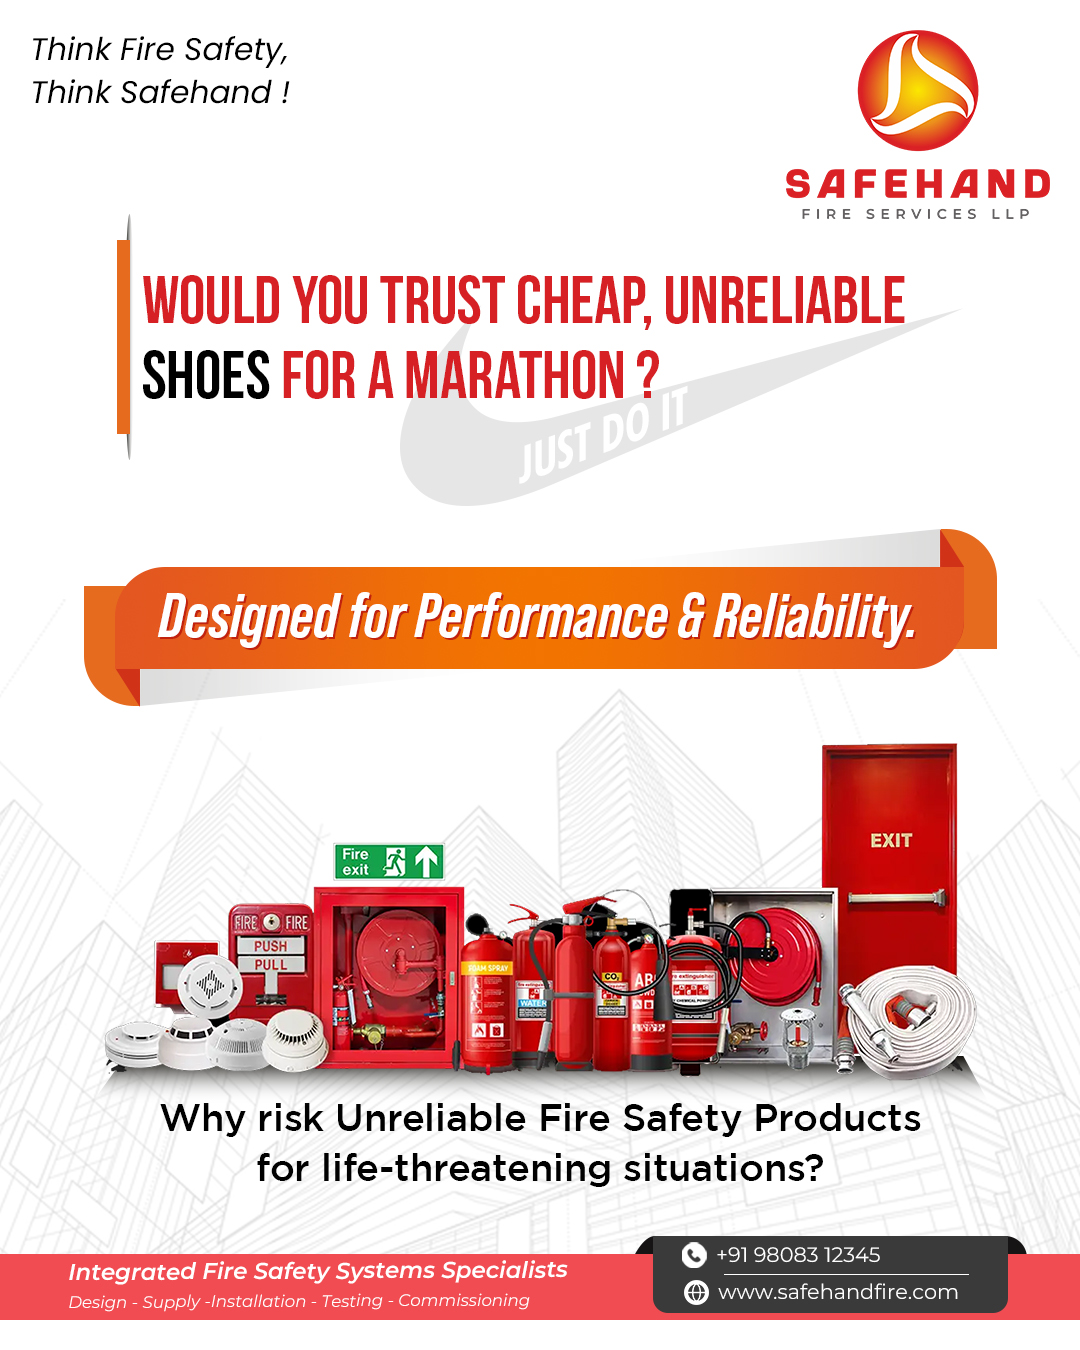 Think Fire Safety,
Think Safehand !
SAFEHAND
FIRE SERVICES LLP
WOULD YOU TRUST CHEAP, UNRELIABLE
SHOES FOR A MARATHON ?
JUST DO IT
Designed for Performance & Reliability.
EXIT
Fire
exit
FIRE FIRE
PUSH
PULL
FOAM SPRAY
WATER
CO2
Why risk Unreliable Fire Safety Products
for life-threatening situations?
Integrated Fire Safety Systems Specialists
Design - Supply -Installation - Testing - Commissioning
+91 98083 12345
www.safehandfire.com